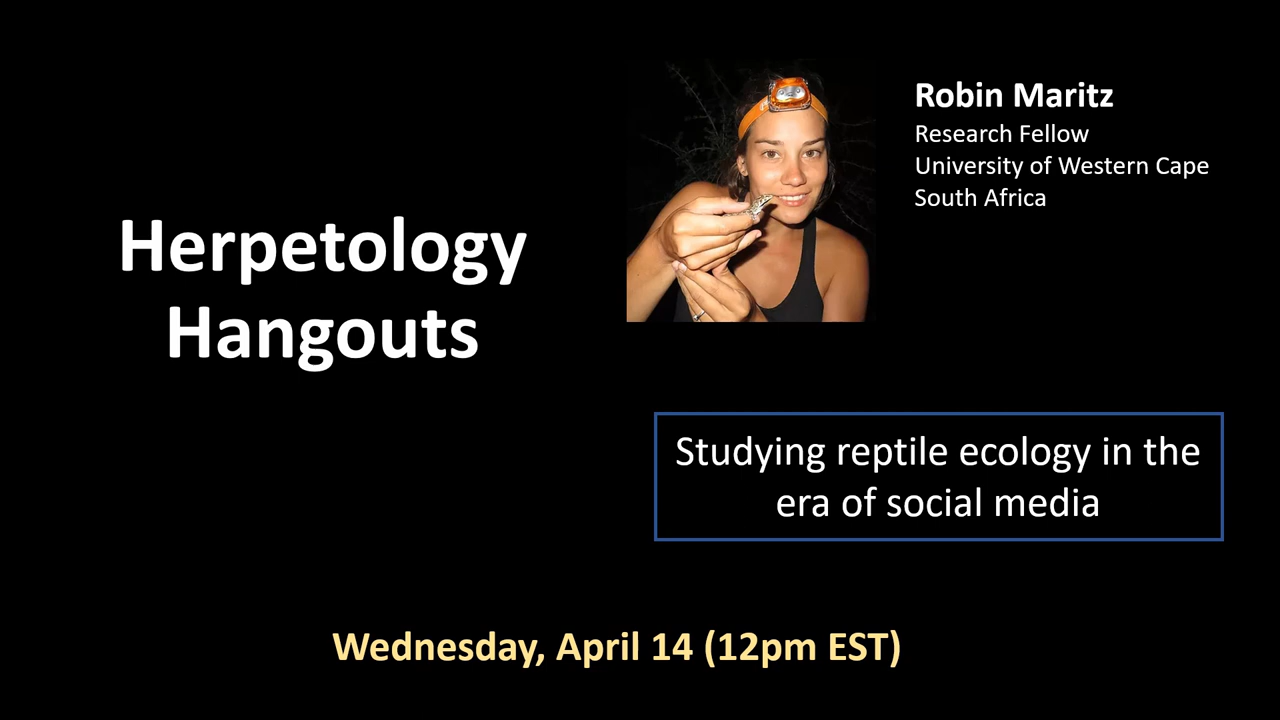 Herpetology
Hangouts
Robin Maritz
Research Fellow
University of Western Cape
South Africa
Studying reptile ecology in the
era of social media
Wednesday, April 14 (12pm EST)